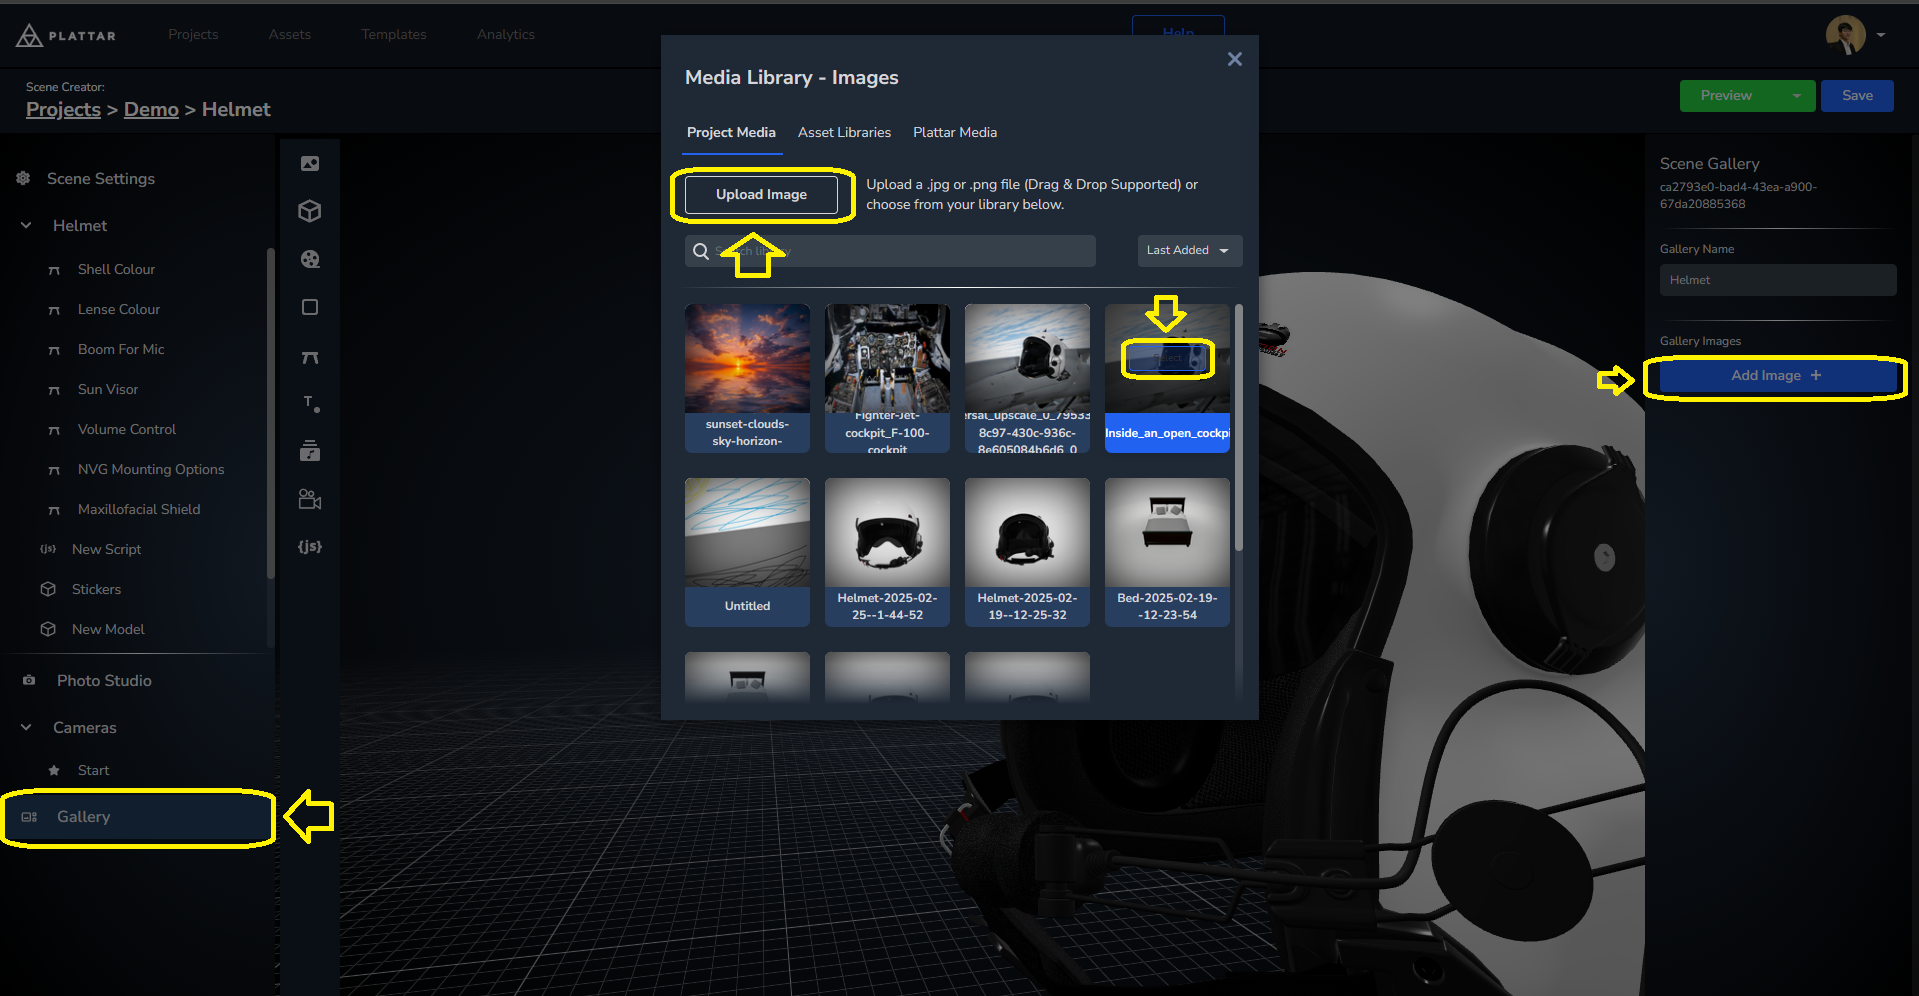 PLATTAR
Projects
Assets
Templates
Analytics
Help
Scene Creator:
Projects > Demo > Helmet
Preview
Save
Scene Settings
Helmet
Shell Colour
Lense Colour
Boom For Mic
Sun Visor
Volume Control
NVG Mounting Options
Maxillofacial Shield
{js} New Script
Stickers
New Model
Photo Studio
Cameras
Start
Gallery
T
{js}
Media Library - Images
Project Media
Asset Libraries
Plattar Media
Upload Image
Upload a .jpg or .png file (Drag & Drop Supported) or
choose from your library below.
Last Added
Select
sunset-clouds-
sky-horizon-
Fighter-Jet-
cockpit_F-100-
cockpit
ersal_upscale_0_79533
8c97-430c-936c-
8e605084b6d6_0
Inside_an_open_cockpi
Untitled
Helmet-2025-02-
25--1-44-52
Helmet-2025-02-
19--12-25-32
Bed-2025-02-19-
-12-23-54
Scene Gallery
ca2793e0-bad4-43ea-a900-
67da20885368
Gallery Name
Helmet
Gallery Images
Add Image +